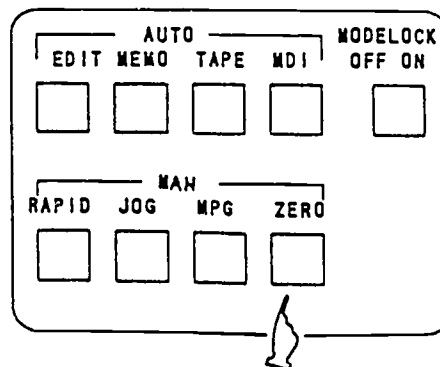 AUTO MODELOCK
EDIT MEMO TAPE MDI OFF ON
MAN
RAPID JOG MPG ZERO